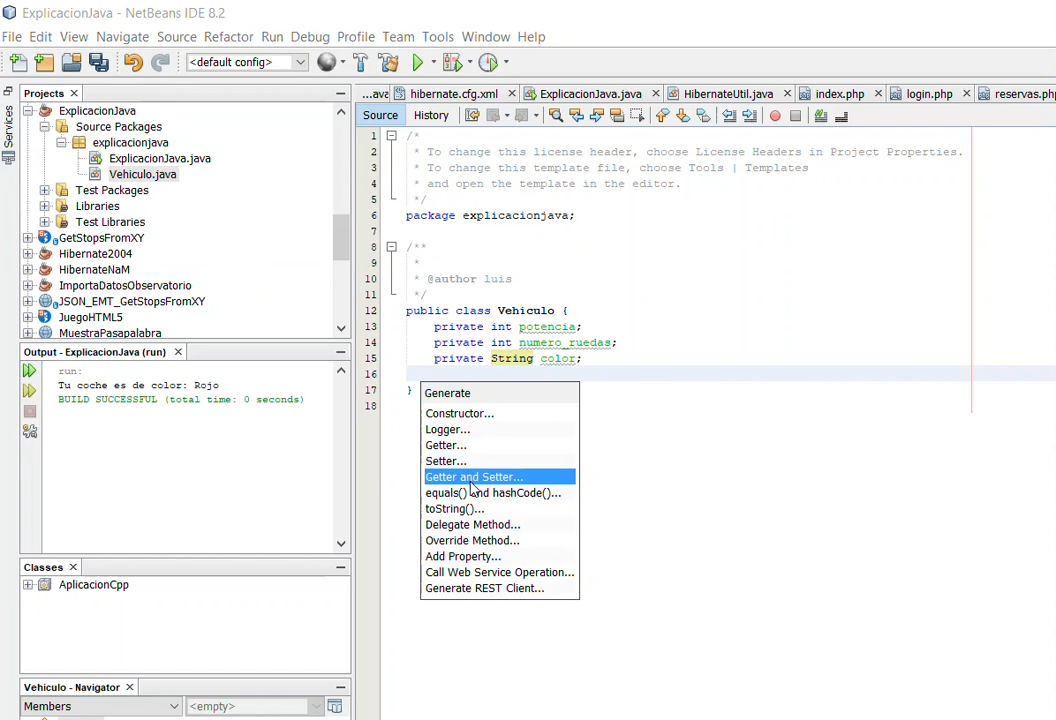 ExplicacionJava - NetBeans IDE 8.2
File Edit View Navigate Source Refactor Run Debug Profile Team Tools Window Help
<default config>
Services
Projects
ExplicacionJava
Source Packages
explicacionjava
ExplicacionJava.java
Vehiculo.java
Test Packages
Libraries
Test Libraries
GetStopsFromXY
Hibernate2004
HibernateNaM
ImportaDatosObservatorio
JSON_EMT_GetStopsFromXY
JuegoHTML5
MuestraPasapalabra
Output - ExplicacionJava (run)
run:
Tu coche es de color: Rojo
BUILD SUCCESSFUL (total time: 0 seconds)
Classes
AplicacionCpp
Vehiculo - Navigator
Members <empty>
...ava hibernate.cfg.xml ExplicacionJava.java HibernateUtil.java index.php login.php reservas.php
Source History
1 /*
2 * To change this license header, choose License Headers in Project Properties.
3 * To change this template file, choose Tools | Templates
4 * and open the template in the editor.
5 */
6 package explicacionjava;
7
8 /**
9 *
10 * @author luis
11 */
12 public class Vehiculo {
13 private int potencia;
14 private int numero_ruedas;
15 private String color;
16
17 }
18
Generate
Constructor...
Logger...
Getter...
Setter...
Getter and Setter...
equals() and hashCode()...
toString()...
Delegate Method...
Override Method...
Add Property...
Call Web Service Operation...
Generate REST Client...